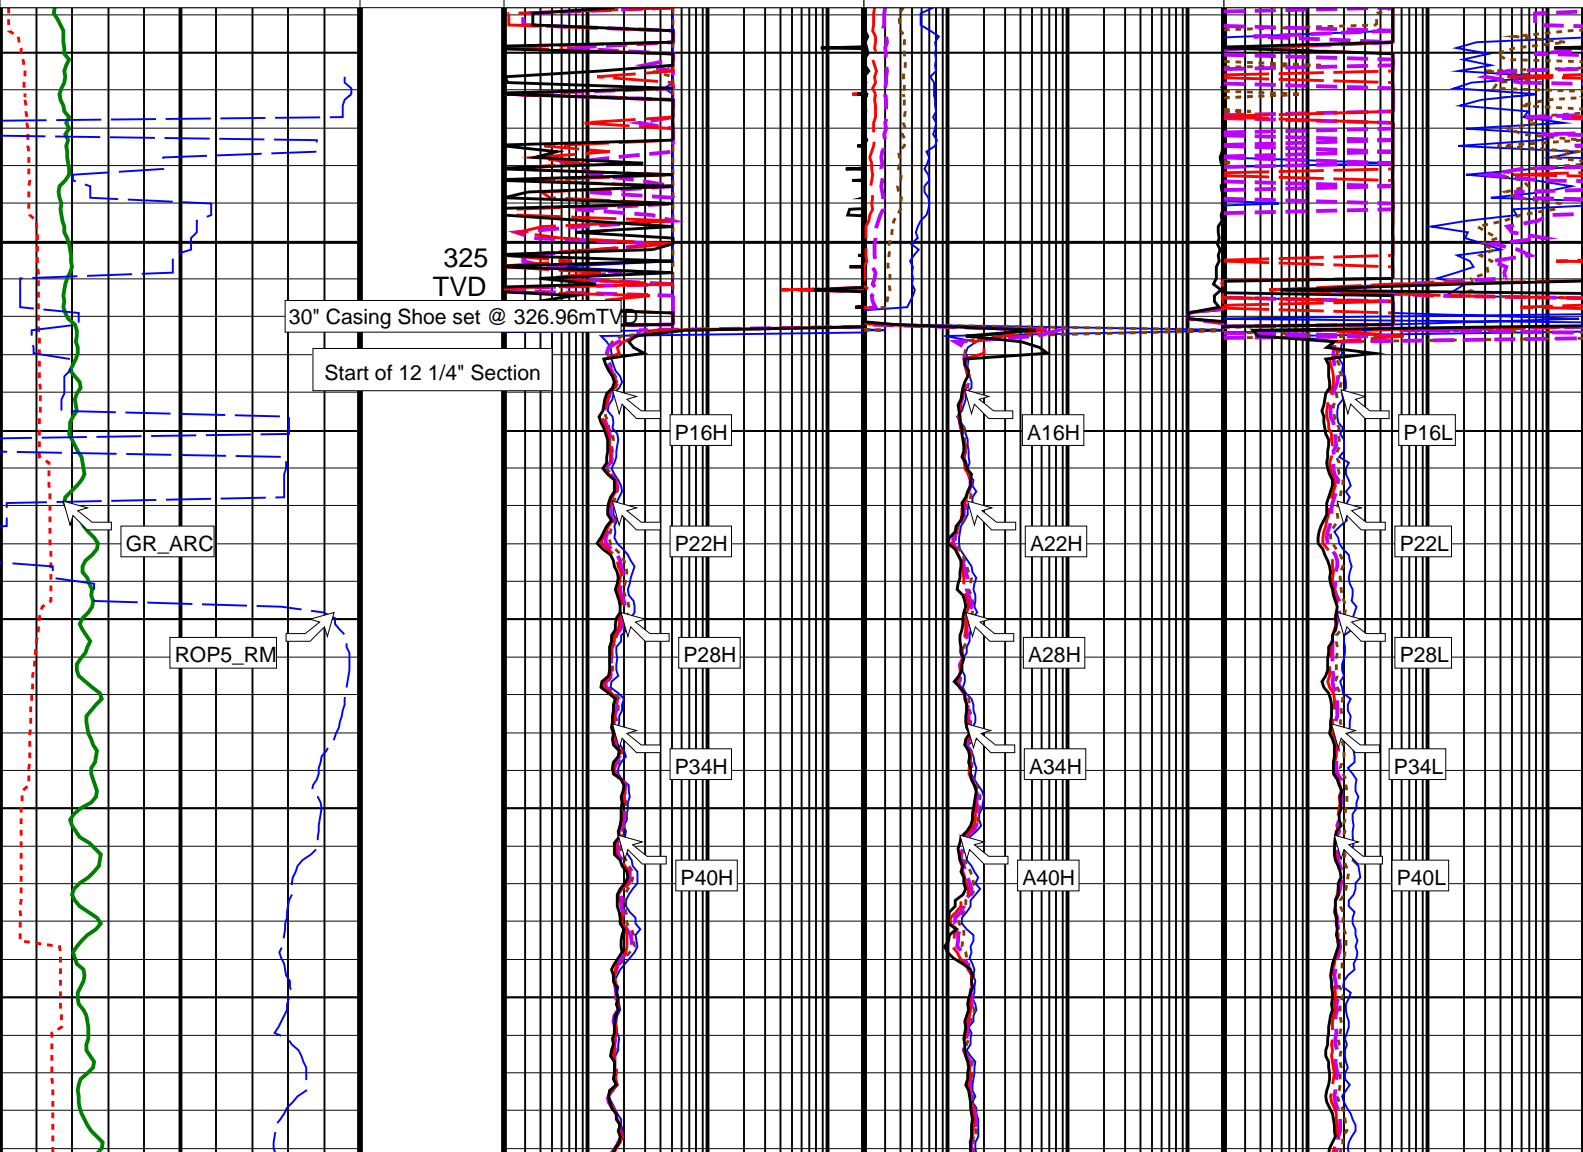 325
TVD
30" Casing Shoe set @ 326.96mTVD
Start of 12 1/4" Section
P16H
A16H
P16L
GR_ARC
P22H
A22H
P22L
ROP5_RM
P28H
A28H
P28L
P34H
A34H
P34L
P40H
A40H
P40L